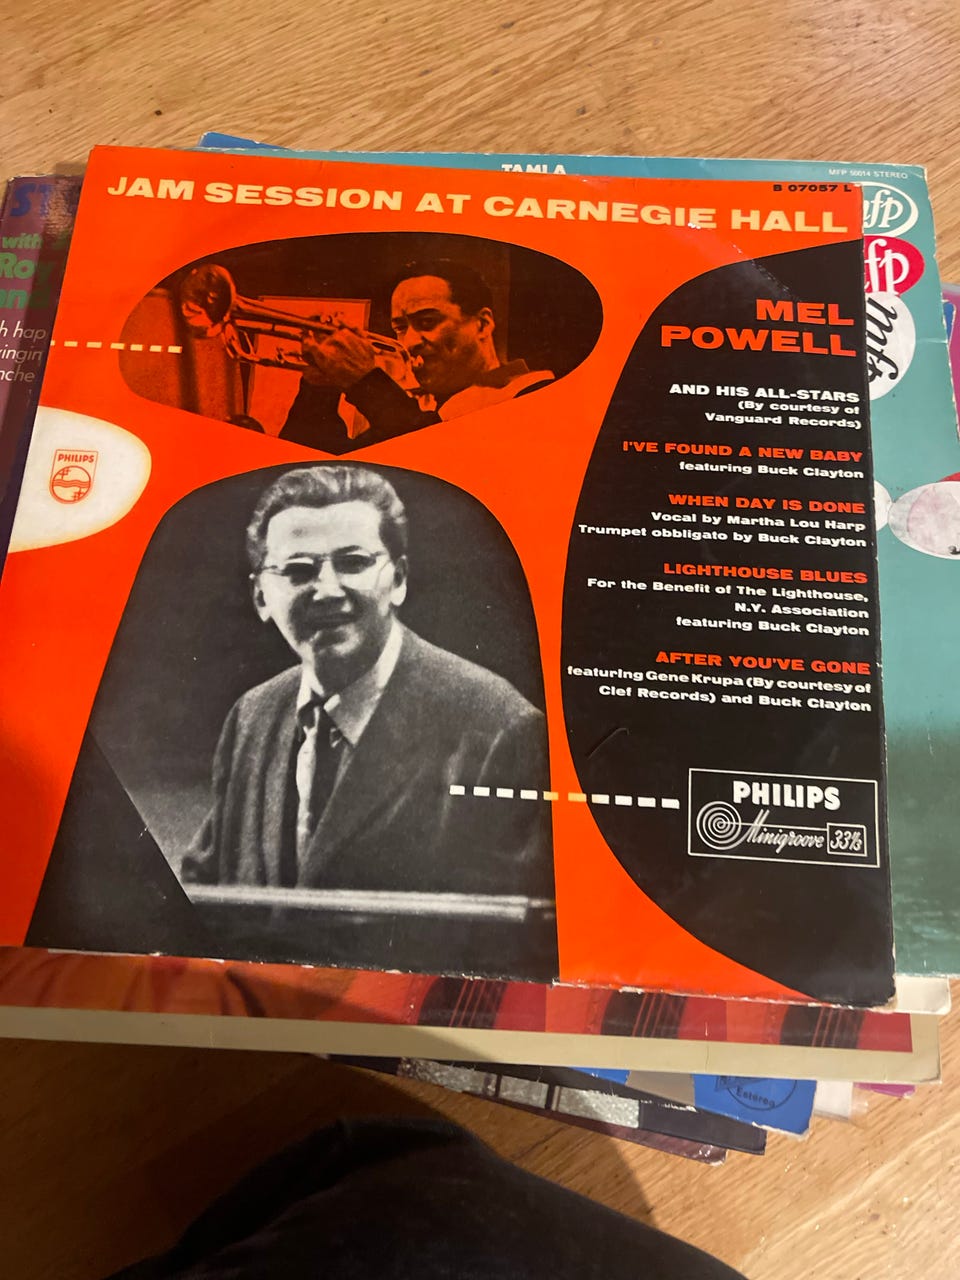 TAMLA
MFP 50014 STEREO
B 07057 L
JAM SESSION AT CARNEGIE HALL
mfp
fp
mfp
with
Roy
MEL
POWELL
AND HIS ALL-STARS
(By courtesy of
Vanguard Records)
I'VE FOUND A NEW BABY
featuring Buck Clayton
PHILIPS
WHEN DAY IS DONE
Vocal by Martha Lou Harp
Trumpet obbligato by Buck Clayton
LIGHTHOUSE BLUES
For the Benefit of The Lighthouse,
N.Y. Association
featuring Buck Clayton
AFTER YOU'VE GONE
featuring Gene Krupa (By courtesy of
Clef Records) and Buck Clayton
PHILIPS
Minigroove 33⅓
Estéreo